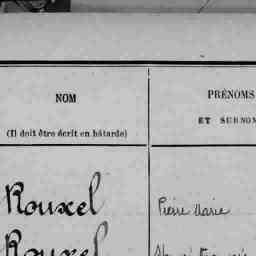 NOM
PRÉNOMS
ET SURNOM
(Il doit être écrit en bâtarde)
Rouxel
Pierre Marie
Rouxel